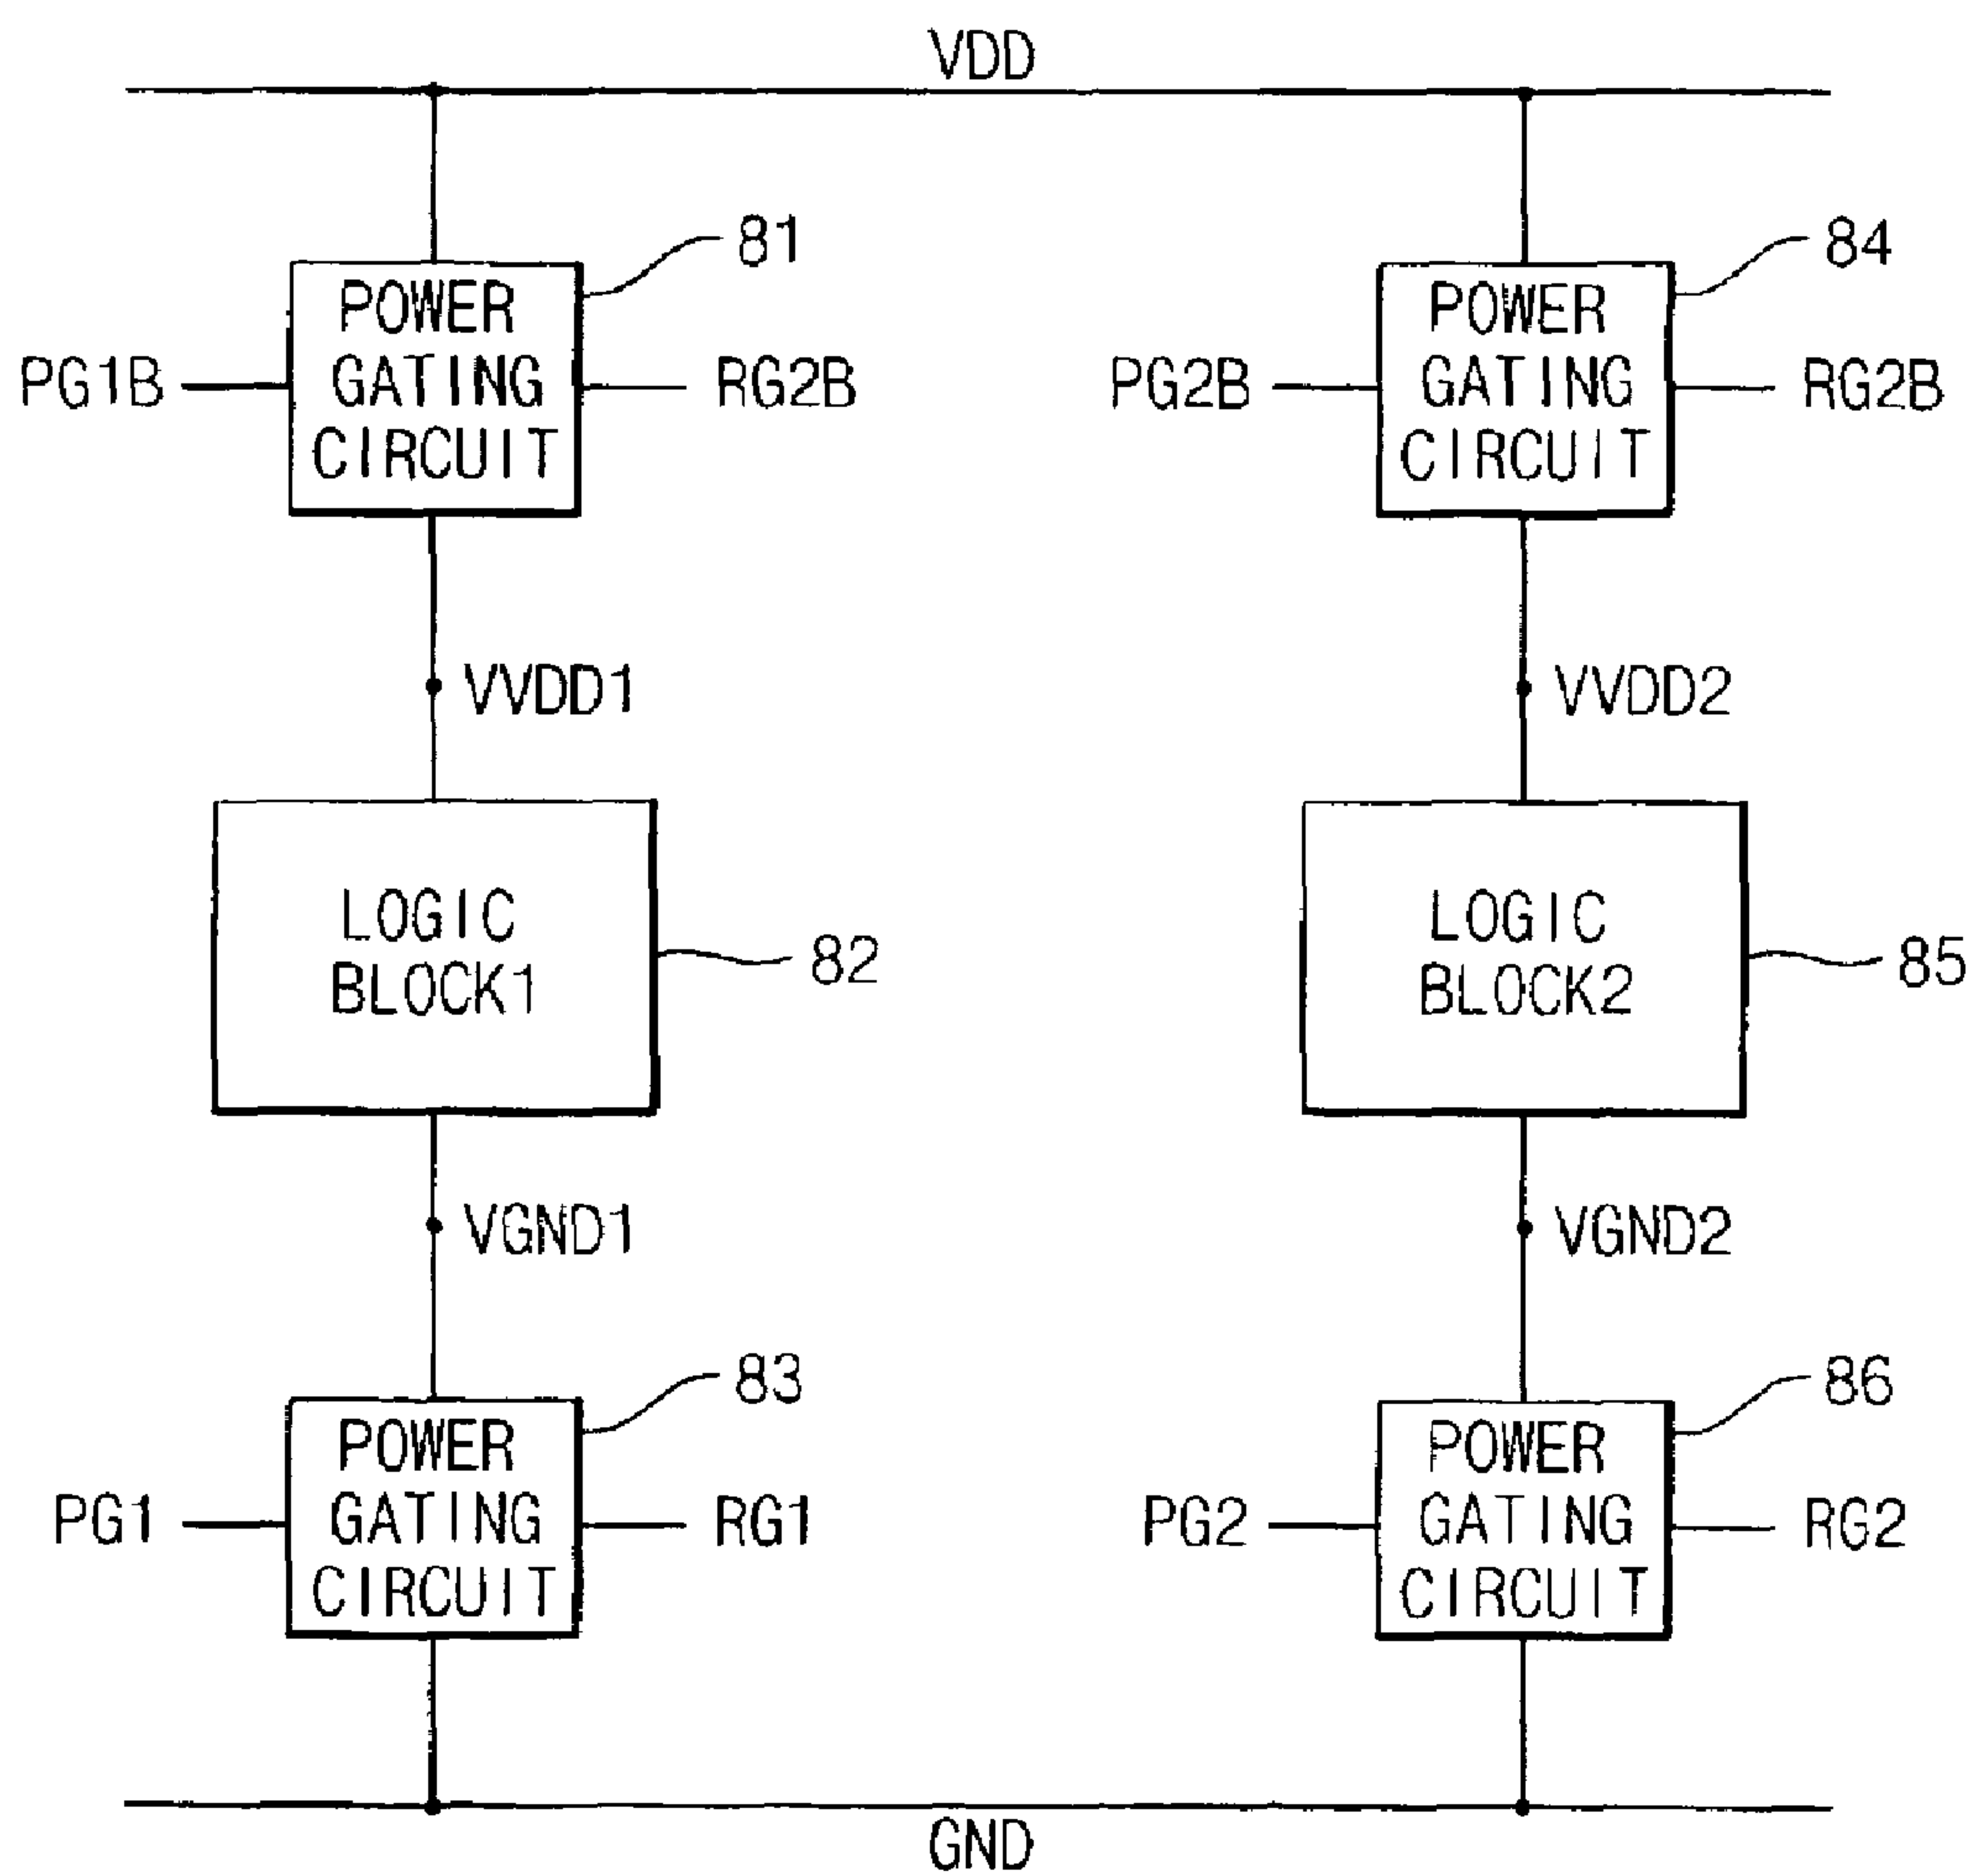 VDD
81
84
POWER
GATING
CIRCUIT
PG1B
RG2B
POWER
GATING
CIRCUIT
PG2B
RG2B
VVDD1
VVDD2
LOGIC
BLOCK1
82
LOGIC
BLOCK2
85
VGND1
VGND2
83
86
POWER
GATING
CIRCUIT
PG1
RG1
POWER
GATING
CIRCUIT
PG2
RG2
GND